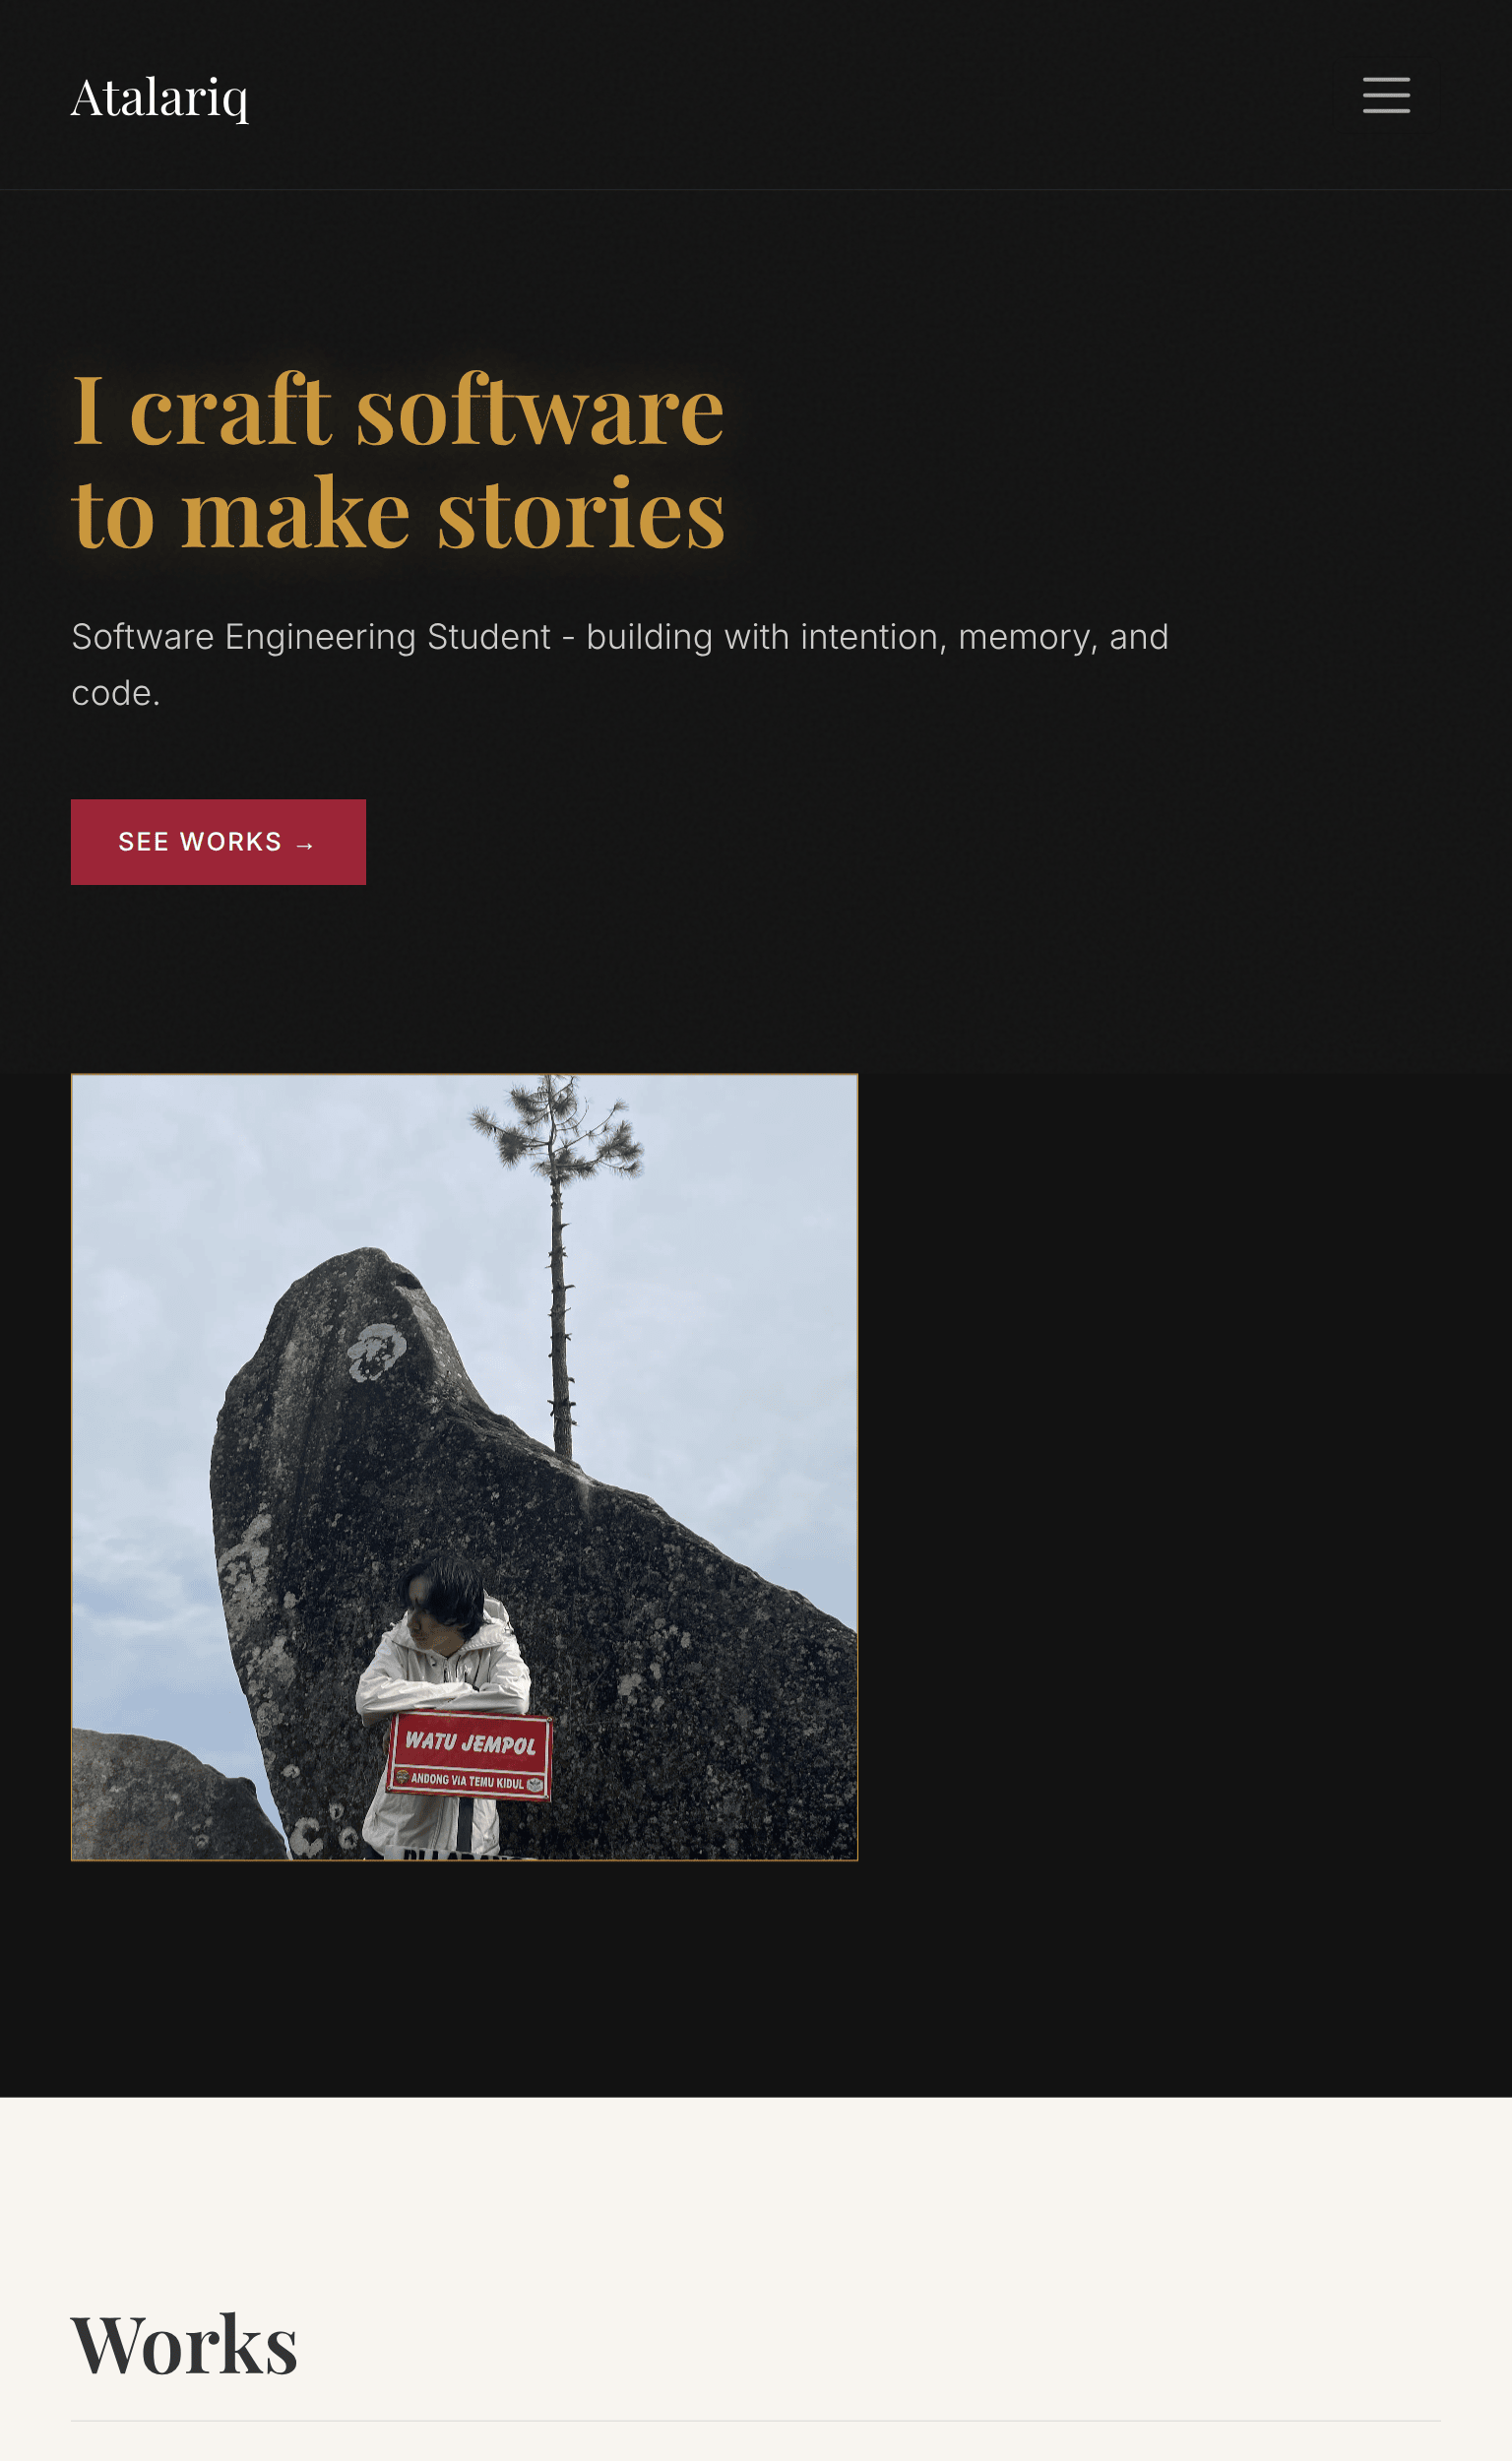 Atalariq
I craft software
to make stories
Software Engineering Student - building with intention, memory, and
code.
SEE WORKS →
WATU JEMPOL
ANDONG VIA TEMU KIDUL
Works